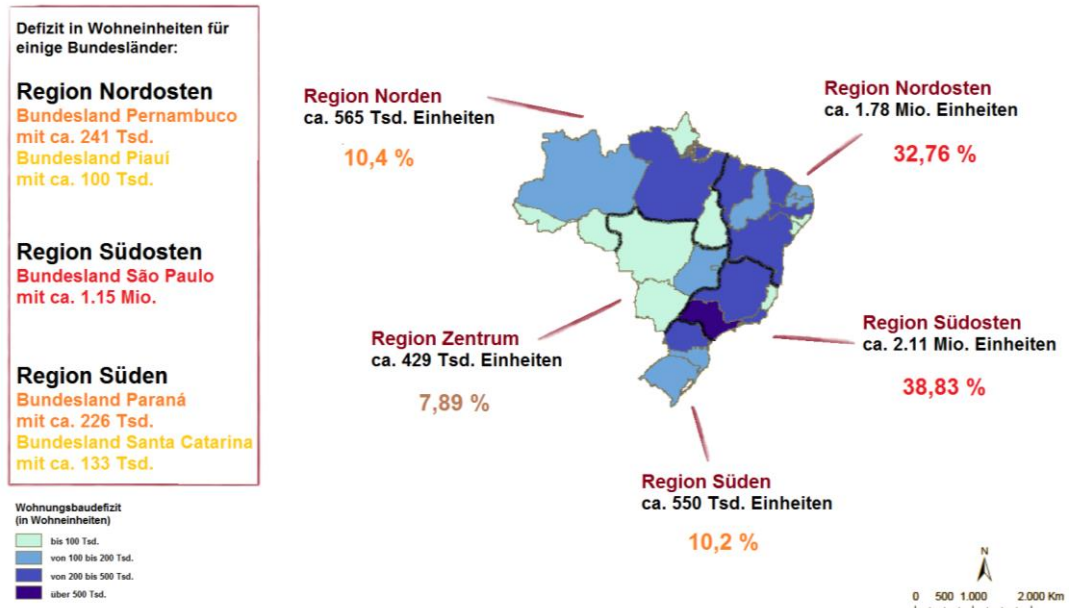 Defizit in Wohneinheiten für
einige Bundesländer:
Region Nordosten
Bundesland Pernambuco
mit ca. 241 Tsd.
Bundesland Piauí
mit ca. 100 Tsd.
Region Südosten
Bundesland São Paulo
mit ca. 1.15 Mio.
Region Süden
Bundesland Paraná
mit ca. 226 Tsd.
Bundesland Santa Catarina
mit ca. 133 Tsd.
Wohnungsbaudefizit
(in Wohneinheiten)
bis 100 Tsd.
von 100 bis 200 Tsd.
von 200 bis 500 Tsd.
über 500 Tsd.
Region Norden
ca. 565 Tsd. Einheiten
10,4 %
Region Nordosten
ca. 1.78 Mio. Einheiten
32,76 %
Region Zentrum
ca. 429 Tsd. Einheiten
7,89 %
Region Südosten
ca. 2.11 Mio. Einheiten
38,83 %
Region Süden
ca. 550 Tsd. Einheiten
10,2 %
N
0 500 1.000 2.000 Km